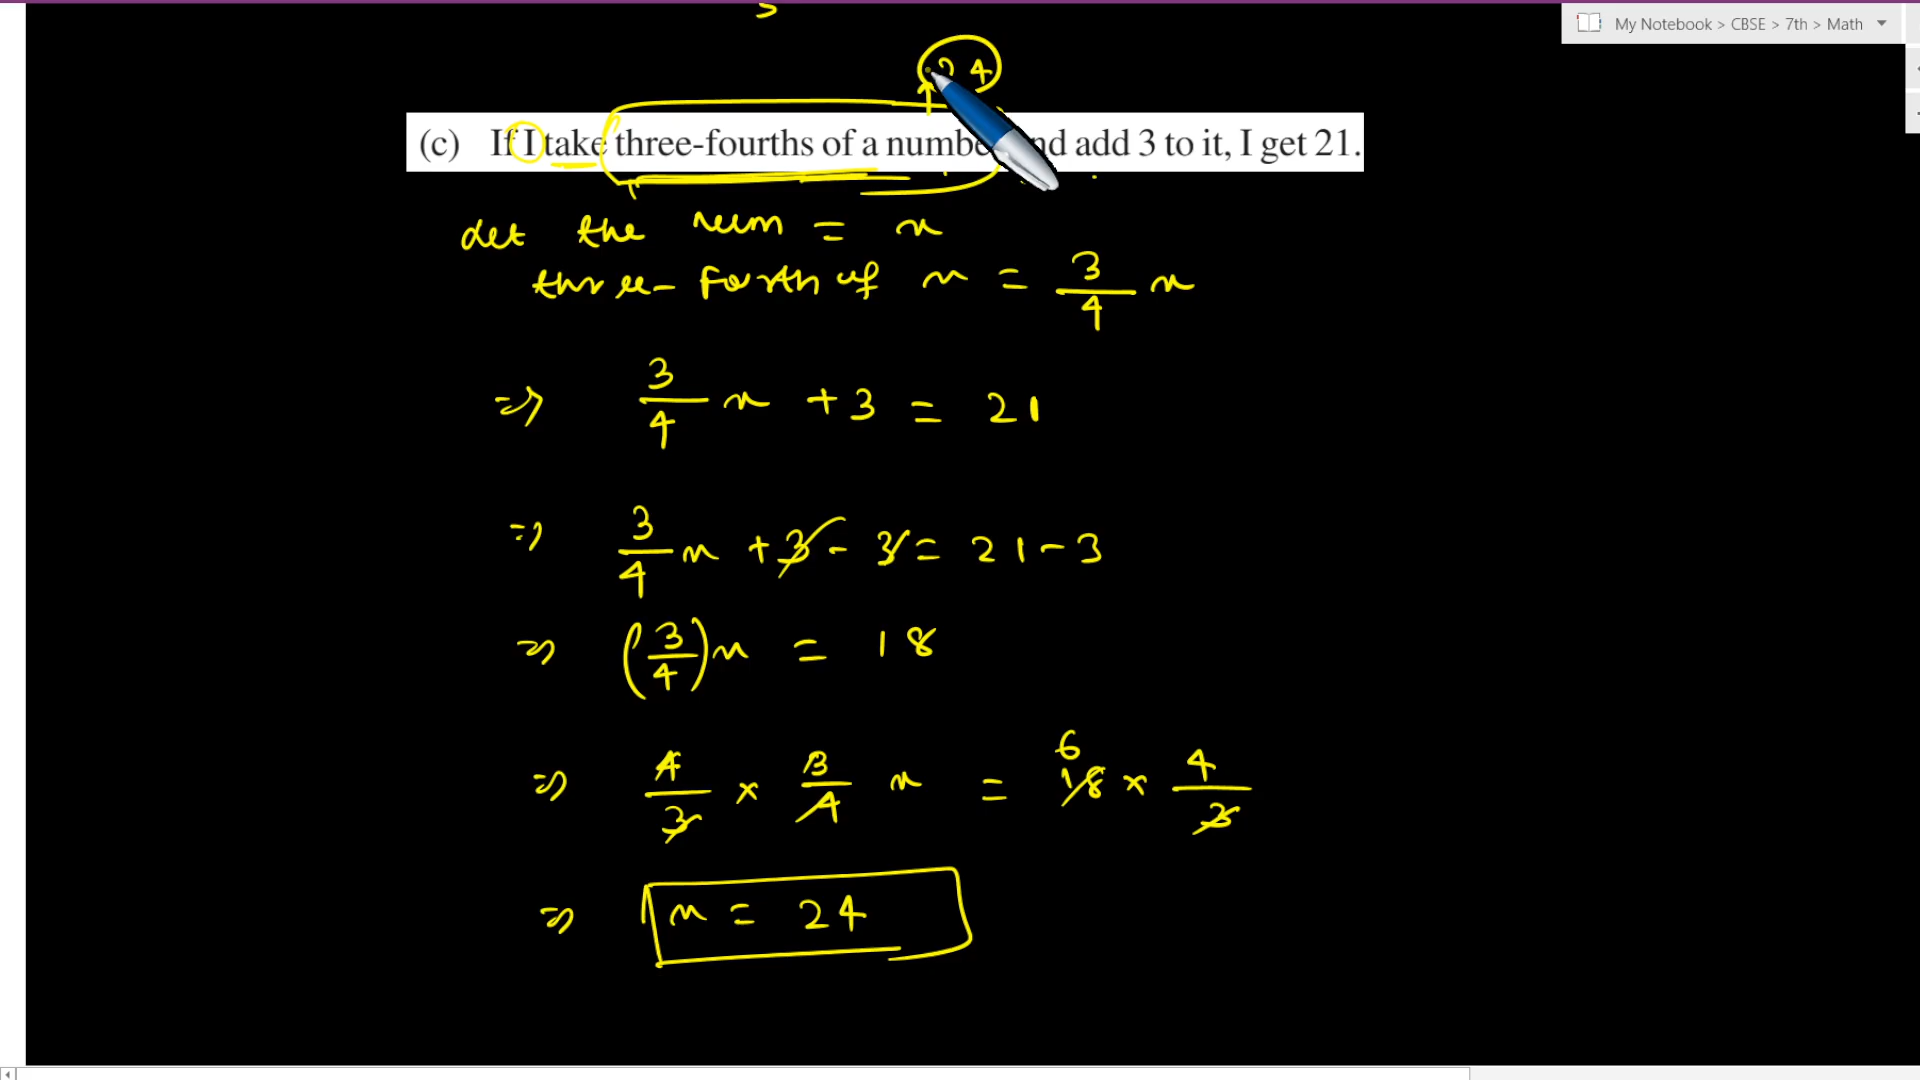 My Notebook > CBSE > 7th > Math
24
(c) If I take three-fourths of a number and add 3 to it, I get 21.
det the num = x
three-forth of x = 3/4 x
=> 3/4 x + 3 = 21
=> 3/4 x + 3 - 3 = 21 - 3
=> (3/4) x = 18
6
=> 4/3 × 3/4 x = 18 × 4/3
=> x = 24